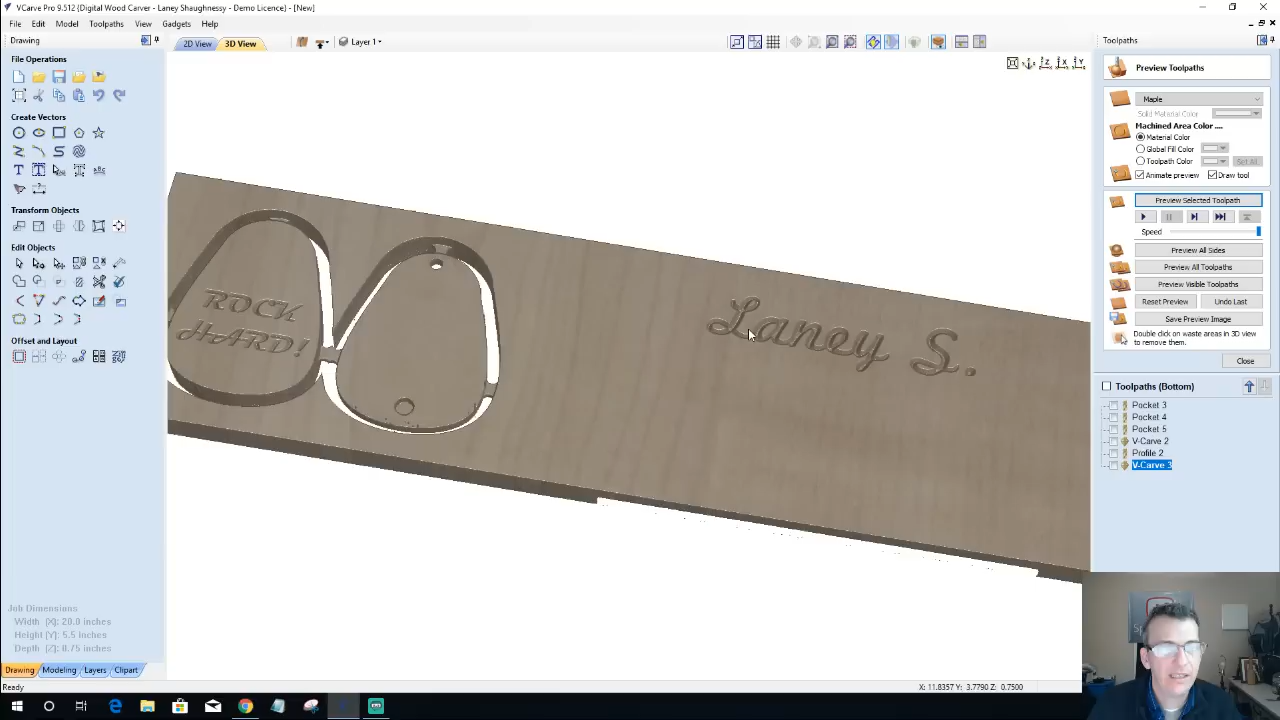 VCarve Pro 9.512 {Digital Wood Carver - Laney Shaughnessy - Demo Licence} - [New]
File Edit Model Toolpaths View Gadgets Help
Drawing
2D View 3D View Layer 1
Toolpaths
File Operations
Create Vectors
Transform Objects
Edit Objects
Offset and Layout
Job Dimensions
Width (X): 20.0 inches
Height (Y): 5.5 inches
Depth (Z): 0.75 inches
Drawing Modeling Layers Clipart
Ready
X: 11.8357 Y: 3.7790 Z: 0.7500
ROCK
HARD!
Laney S.
Preview Toolpaths
Maple
Solid Material Color
Machined Area Color ....
Material Color
Global Fill Color
Toolpath Color
Set All
Animate preview Draw tool
Preview Selected Toolpath
Speed
Preview All Sides
Preview All Toolpaths
Preview Visible Toolpaths
Reset Preview Undo Last
Save Preview Image
Double click on waste areas in 3D view
to remove them.
Close
Toolpaths (Bottom)
Pocket 3
Pocket 4
Pocket 5
V-Carve 2
Profile 2
V-Carve 3